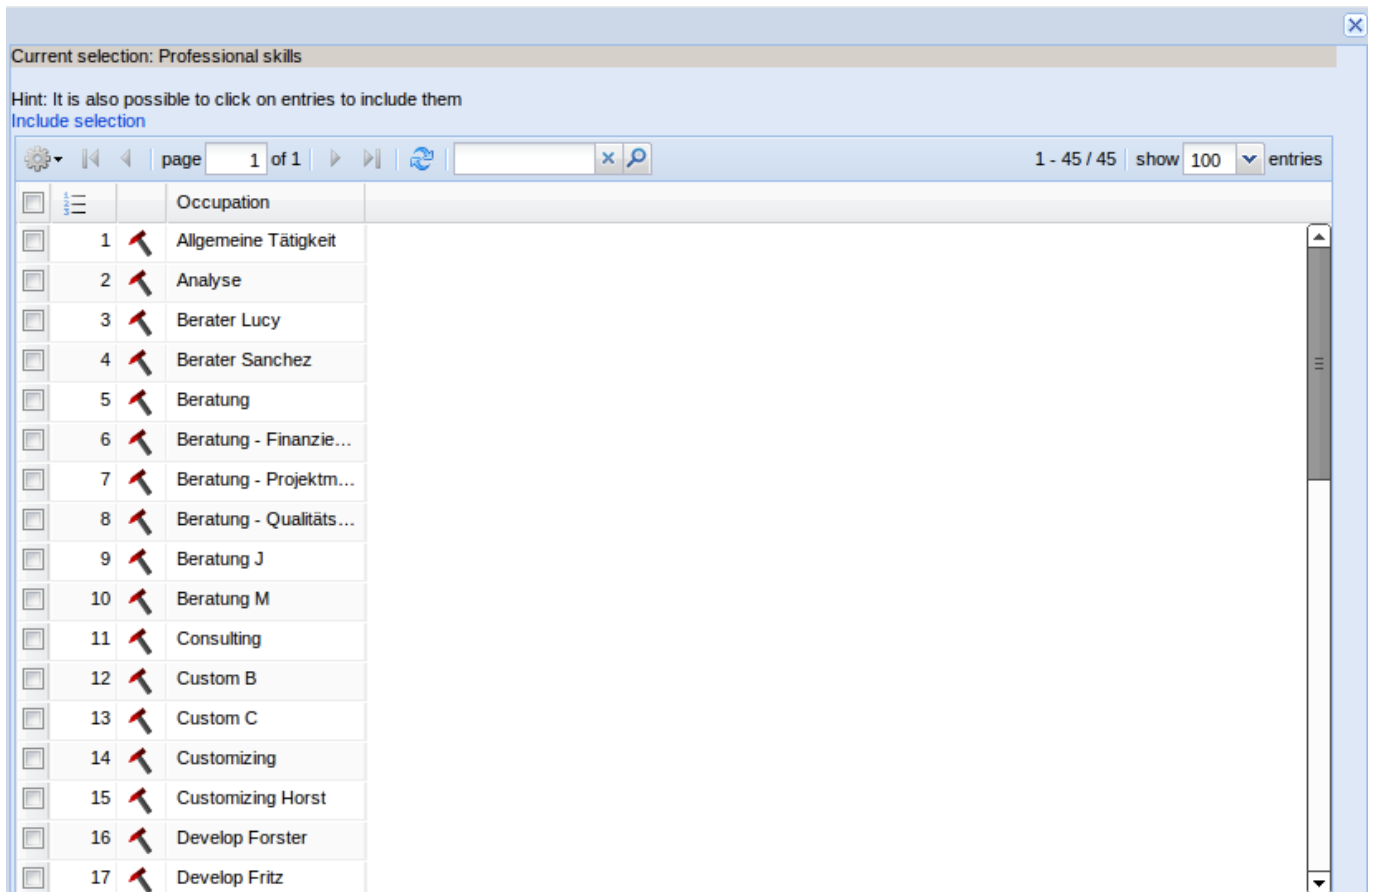 Current selection: Professional skills
Hint: It is also possible to click on entries to include them
Include selection
page 1 of 1 1 - 45 / 45 show 100 entries
Occupation
1 Allgemeine Tätigkeit
2 Analyse
3 Berater Lucy
4 Berater Sanchez
5 Beratung
6 Beratung - Finanzie...
7 Beratung - Projektm...
8 Beratung - Qualitäts...
9 Beratung J
10 Beratung M
11 Consulting
12 Custom B
13 Custom C
14 Customizing
15 Customizing Horst
16 Develop Forster
17 Develop Fritz